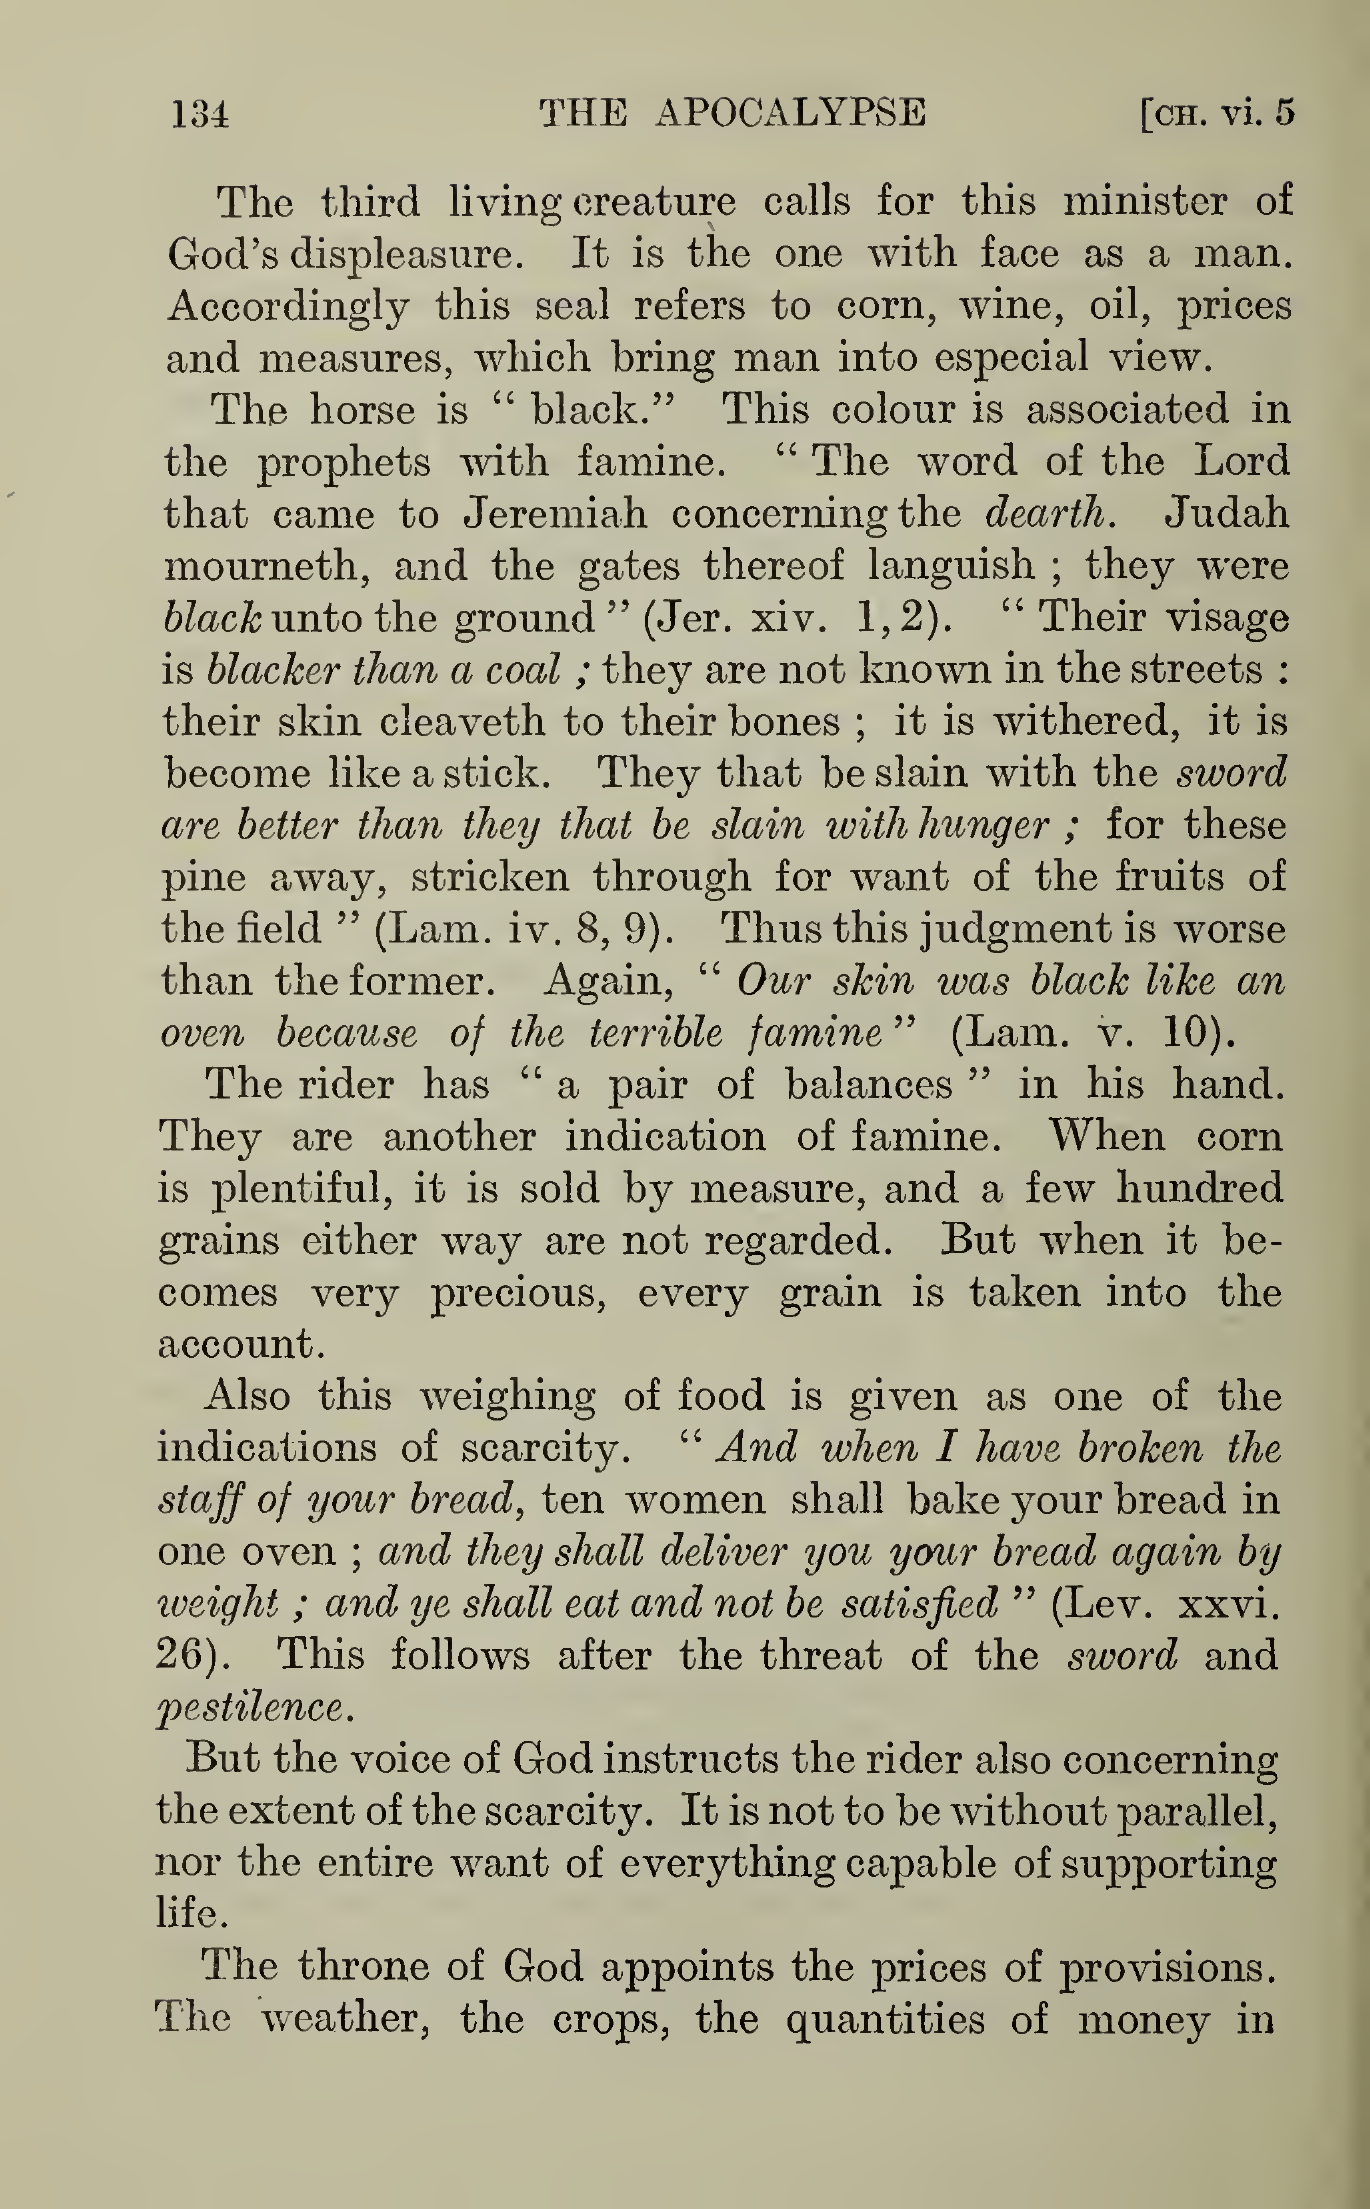 134 THE APOCALYPSE [CH. vi. 5
The third living creature calls for this minister of
God's displeasure. It is the one with face as a man.
Accordingly this seal refers to corn, wine, oil, prices
and measures, which bring man into especial view.
The horse is " black." This colour is associated in
the prophets with famine. " The word of the Lord
that came to Jeremiah concerning the dearth. Judah
mourneth, and the gates thereof languish ; they were
black unto the ground " (Jer. xiv. 1, 2). " Their visage
is blacker than a coal ; they are not known in the streets :
their skin cleaveth to their bones ; it is withered, it is
become like a stick. They that be slain with the sword
are better than they that be slain with hunger ; for these
pine away, stricken through for want of the fruits of
the field " (Lam. iv. 8, 9). Thus this judgment is worse
than the former. Again, " Our skin was black like an
oven because of the terrible famine " (Lam. v. 10).
The rider has " a pair of balances " in his hand.
They are another indication of famine. When corn
is plentiful, it is sold by measure, and a few hundred
grains either way are not regarded. But when it be-
comes very precious, every grain is taken into the
account.
Also this weighing of food is given as one of the
indications of scarcity. " And when I have broken the
staff of your bread, ten women shall bake your bread in
one oven ; and they shall deliver you your bread again by
weight ; and ye shall eat and not be satisfied " (Lev. xxvi.
26). This follows after the threat of the sword and
pestilence.
But the voice of God instructs the rider also concerning
the extent of the scarcity. It is not to be without parallel,
nor the entire want of everything capable of supporting
life.
The throne of God appoints the prices of provisions.
The weather, the crops, the quantities of money in